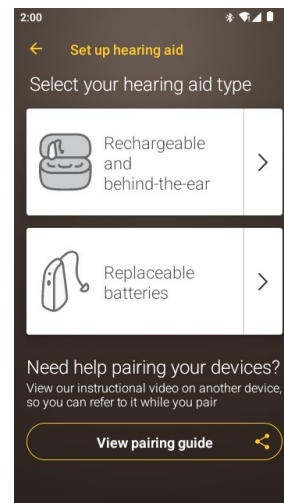 2:00
Set up hearing aid
Select your hearing aid type
Rechargeable
and
behind-the-ear
Replaceable
batteries
Need help pairing your devices?
View our instructional video on another device,
so you can refer to it while you pair
View pairing guide